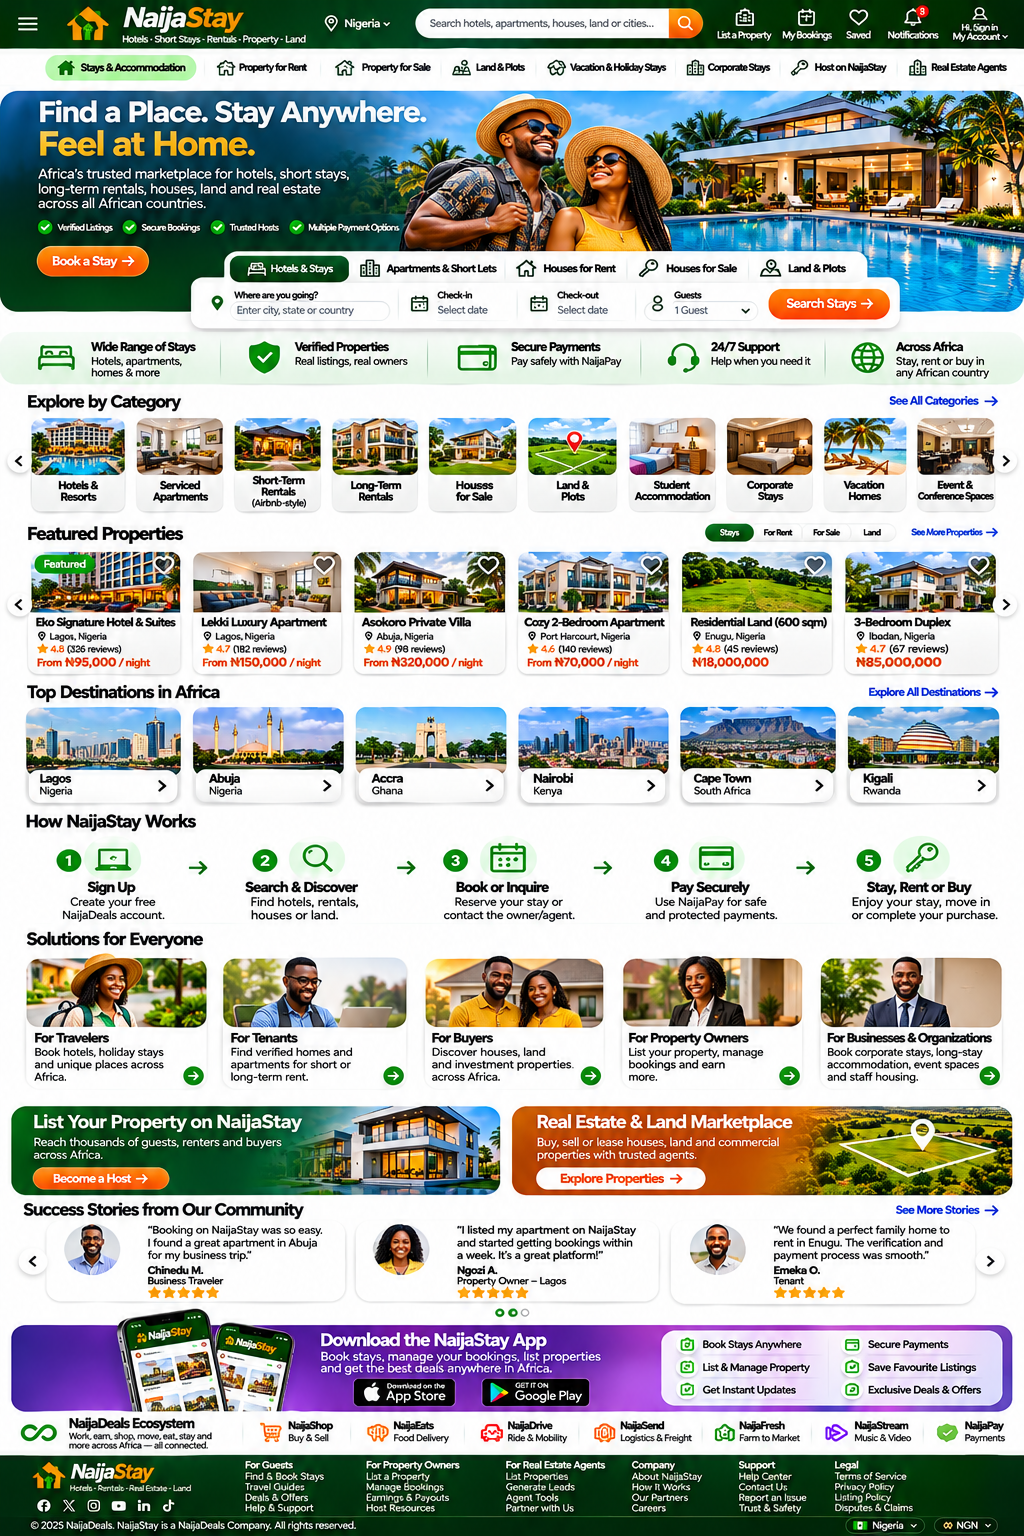 NaijaStay
Hotels • Short Stays • Rentals • Property • Land
Nigeria
Search hotels, apartments, houses, land or cities...
List a Property
My Bookings
Saved
Notifications
Hi, Sign in
My Account
Stays & Accommodation
Property for Rent
Property for Sale
Land & Plots
Vacation & Holiday Stays
Corporate Stays
Host on NaijaStay
Real Estate Agents
Find a Place. Stay Anywhere.
Feel at Home.
Africa's trusted marketplace for hotels, short stays,
long-term rentals, houses, land and real estate
across all African countries.
Verified Listings
Secure Bookings
Trusted Hosts
Multiple Payment Options
Book a Stay →
Hotels & Stays
Apartments & Short Lets
Houses for Rent
Houses for Sale
Land & Plots
Where are you going?
Enter city, state or country
Check-in
Select date
Check-out
Select date
Guests
1 Guest
Search Stays →
Wide Range of Stays
Hotels, apartments,
homes & more
Verified Properties
Real listings, real owners
Secure Payments
Pay safely with NaijaPay
24/7 Support
Help when you need it
Across Africa
Stay, rent or buy in
any African country
Explore by Category
See All Categories →
Hotels &
Resorts
Serviced
Apartments
Short-Term
Rentals
(Airbnb-style)
Long-Term
Rentals
Housss
for Sale
Land &
Plots
Student
Accommodation
Corporate
Stays
Vacation
Homes
Event &
Conference Spaces
Featured Properties
Stays
For Rent
For Sale
Land
See More Properties →
Featured
Eko Signature Hotel & Suites
Lagos, Nigeria
4.8 (326 reviews)
From ₦95,000 / night
Lekki Luxury Apartment
Lagos, Nigeria
4.7 (182 reviews)
From ₦150,000 / night
Asokoro Private Villa
Abuja, Nigeria
4.9 (98 reviews)
From ₦320,000 / night
Cozy 2-Bedroom Apartment
Port Harcourt, Nigeria
4.6 (140 reviews)
From ₦70,000 / night
Residential Land (600 sqm)
Enugu, Nigeria
4.8 (45 reviews)
₦18,000,000
3-Bedroom Duplex
Ibadan, Nigeria
4.7 (67 reviews)
₦85,000,000
Top Destinations in Africa
Explore All Destinations →
Lagos
Nigeria
Abuja
Nigeria
Accra
Ghana
Nairobi
Kenya
Cape Town
South Africa
Kigali
Rwanda
How NaijaStay Works
1
Sign Up
Create your free
NaijaDeals account.
2
Search & Discover
Find hotels, rentals,
houses or land.
3
Book or Inquire
Reserve your stay or
contact the owner/agent.
4
Pay Securely
Use NaijaPay for safe
and protected payments.
5
Stay, Rent or Buy
Enjoy your stay, move in
or complete your purchase.
Solutions for Everyone
For Travelers
Book hotels, holiday stays
and unique places across
Africa.
For Tenants
Find verified homes and
apartments for short or
long-term rent.
For Buyers
Discover houses, land
and investment properties
across Africa.
For Property Owners
List your property, manage
bookings and earn
more.
For Businesses & Organizations
Book corporate stays, long-stay
accommodation, event spaces
and staff housing.
List Your Property on NaijaStay
Reach thousands of guests, renters and buyers
across Africa.
Become a Host →
Real Estate & Land Marketplace
Buy, sell or lease houses, land and commercial
properties with trusted agents.
Explore Properties →
Success Stories from Our Community
See More Stories →
"Booking on NaijaStay was so easy.
I found a great apartment in Abuja
for my business trip."
Chinedu M.
Business Traveler
"I listed my apartment on NaijaStay
and started getting bookings within
a week. It's a great platform!"
Ngozi A.
Property Owner – Lagos
"We found a perfect family home to
rent in Enugu. The verification and
payment process was smooth."
Emeka O.
Tenant
NaijaStay
NaijaStay
Download the NaijaStay App
Book stays, manage your bookings, list properties
and get the best deals anywhere in Africa.
Download on the
App Store
GET IT ON
Google Play
Book Stays Anywhere
List & Manage Property
Get Instant Updates
Secure Payments
Save Favourite Listings
Exclusive Deals & Offers
NaijaDeals Ecosystem
Work, earn, shop, move, eat, stay and
more across Africa — all connected.
NaijaShop
Buy & Sell
NaijaEats
Food Delivery
NaijaDrive
Ride & Mobility
NaijaSend
Logistics & Freight
NaijaFresh
Farm to Market
NaijaStream
Music & Video
NaijaPay
Payments
NaijaStay
Hotels • Rentals • Real Estate • Land
For Guests
Find & Book Stays
Travel Guides
Deals & Offers
Help & Support
For Property Owners
List a Property
Manage Bookings
Earnings & Payouts
Host Resources
For Real Estate Agents
List Properties
Generate Leads
Agent Tools
Partner with Us
Company
About NaijaStay
How It Works
Our Partners
Careers
Support
Help Center
Contact Us
Report an Issue
Trust & Safety
Legal
Terms of Service
Privacy Policy
Listing Policy
Disputes & Claims
© 2025 NaijaDeals. NaijaStay is a NaijaDeals Company. All rights reserved.
Nigeria
NGN